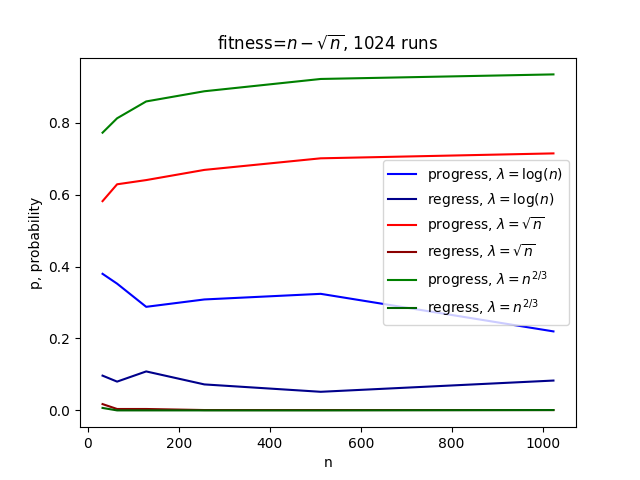 fitness=n − √n, 1024 runs
p, probability
0.8
0.6
0.4
0.2
0.0
progress, λ = log(n)
regress, λ = log(n)
progress, λ = √n
regress, λ = √n
progress, λ = n^{2/3}
regress, λ = n^{2/3}
0 200 400 600 800 1000
n